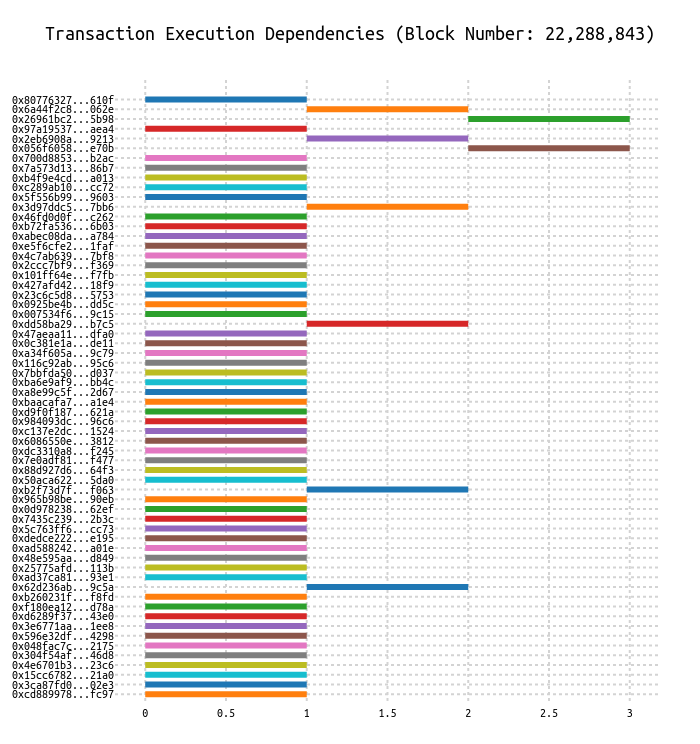 Transaction Execution Dependencies (Block Number: 22,288,843)
0x80776327...610f
0x6a44f2c8...062e
0x26961bc2...5b98
0x97a19537...aea4
0x2eb6908a...9213
0x056f6058...e70b
0x700d8853...b2ac
0x7a573d13...86b7
0xb4f9e4cd...a013
0xc289ab10...cc72
0x5f556b99...9603
0x3d97ddc5...7bb6
0x46fd0d0f...c262
0xb72fa536...6b03
0xabec08da...a784
0xe5f6cfe2...1faf
0x4c7ab639...7bf8
0x2ccc7bf9...f369
0x101ff64e...f7fb
0x427afd42...18f9
0x23c6c5d8...5753
0x0925be4b...dd5c
0x007534f6...9c15
0xdd58ba29...b7c5
0x47aeaa11...dfa0
0x0c381e1a...de11
0xa34f605a...9c79
0x116c92ab...95c6
0x7bbfda50...d037
0xba6e9af9...bb4c
0xa8e99c5f...2d67
0xbaacafa7...a1e4
0xd9f0f187...621a
0x984093dc...96c6
0xc137e2dc...1524
0x6086550e...3812
0xdc3310a8...f245
0x7e0adf81...f477
0x88d927d6...64f3
0x50aca622...5da0
0xb2f73d7f...f063
0x965b98be...90eb
0x0d978238...62ef
0x7435c239...2b3c
0x5c763ff6...cc73
0xdedce222...e195
0xad588242...a01e
0x48e595aa...d849
0x25775afd...113b
0xad37ca81...93e1
0x62d236ab...9c5a
0xb260231f...f8fd
0xf180ea12...d78a
0xd6289f37...43e0
0x3e6771aa...1ee8
0x596e32df...4298
0x048fac7c...2175
0x304f54af...46d8
0x4e6701b3...23c6
0x15cc6782...21a0
0x3ca87fd0...02e3
0xcd889978...fc97
0 0.5 1 1.5 2 2.5 3